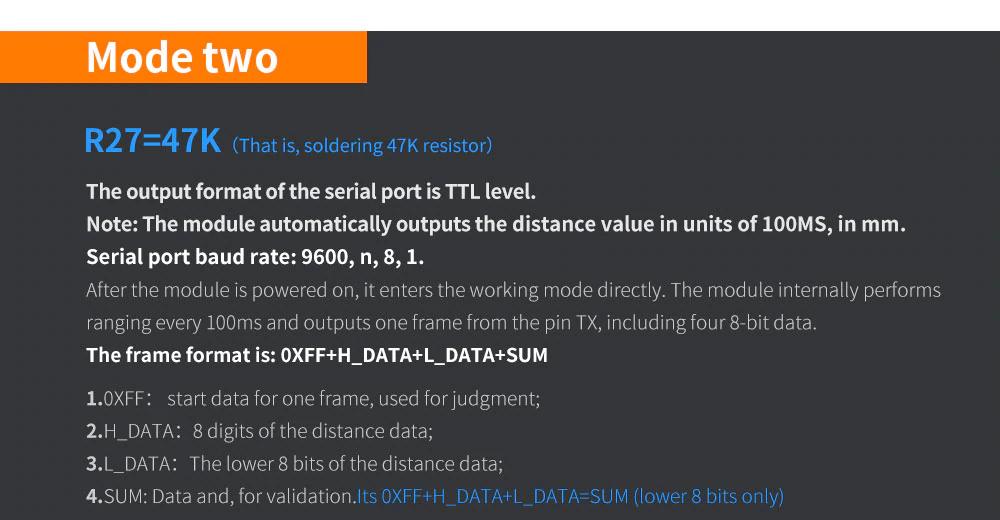 Mode two
R27=47K（That is, soldering 47K resistor）
The output format of the serial port is TTL level.
Note: The module automatically outputs the distance value in units of 100MS, in mm.
Serial port baud rate: 9600, n, 8, 1.
After the module is powered on, it enters the working mode directly. The module internally performs
ranging every 100ms and outputs one frame from the pin TX, including four 8-bit data.
The frame format is: 0XFF+H_DATA+L_DATA+SUM
1.0XFF： start data for one frame, used for judgment;
2.H_DATA：8 digits of the distance data;
3.L_DATA：The lower 8 bits of the distance data;
4.SUM: Data and, for validation.Its 0XFF+H_DATA+L_DATA=SUM (lower 8 bits only)